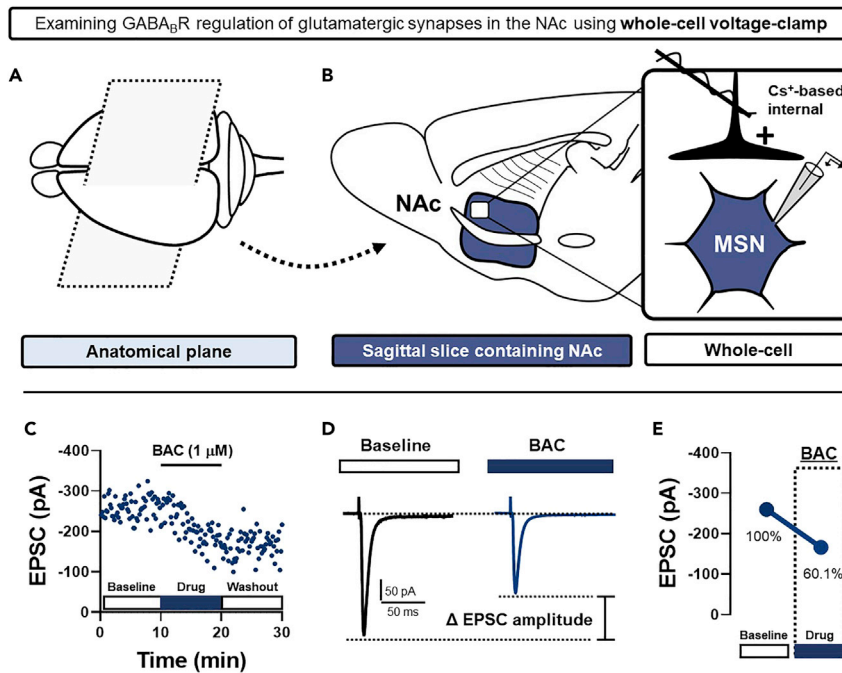 Examining GABABR regulation of glutamatergic synapses in the NAc using whole-cell voltage-clamp
A
B
Cs+-based
internal
+
NAc
MSN
Anatomical plane
Sagittal slice containing NAc
Whole-cell
C
BAC (1 μM)
EPSC (pA)
-400
-300
-200
-100
0
Baseline
Drug
Washout
0
10
20
30
Time (min)
D
Baseline
BAC
50 pA
50 ms
Δ EPSC amplitude
E
BAC
EPSC (pA)
-400
-300
-200
-100
0
100%
60.1%
Baseline
Drug